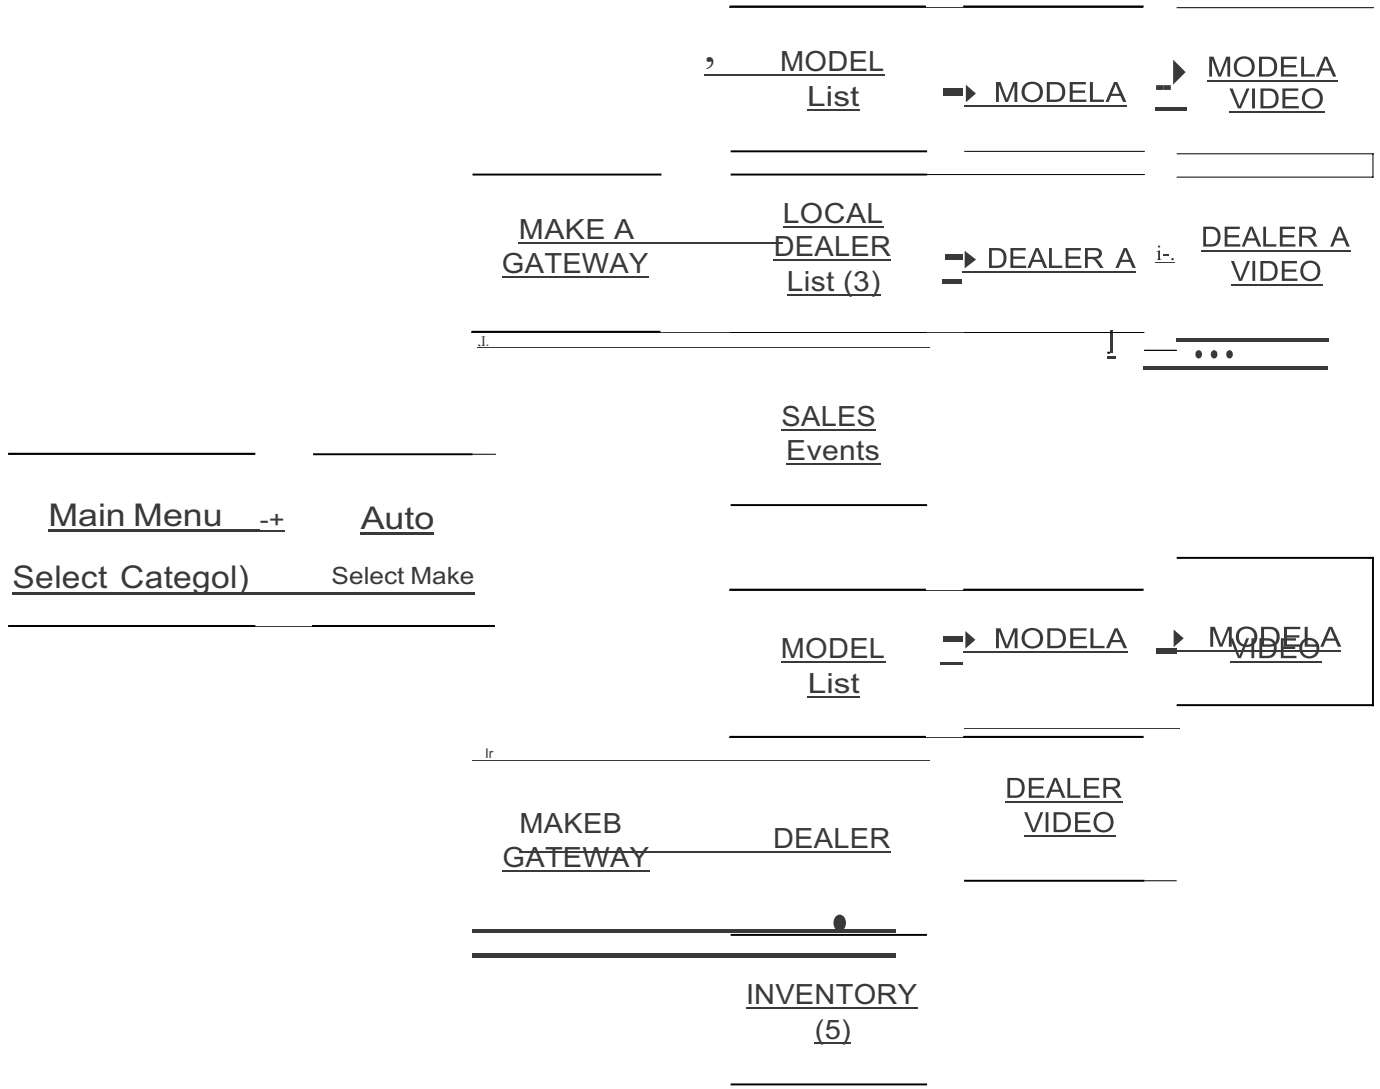 MODEL
List
MODELA
MODELA
VIDEO
MAKE A
GATEWAY
LOCAL
DEALER
List (3)
DEALER A
i-.
DEALER A
VIDEO
,I.
SALES
Events
Main Menu -+
Select Categol)
Auto
Select Make
MODEL
List
MODELA
MODELA
VIDEO
lr
MAKEB
GATEWAY
DEALER
DEALER
VIDEO
INVENTORY
(5)